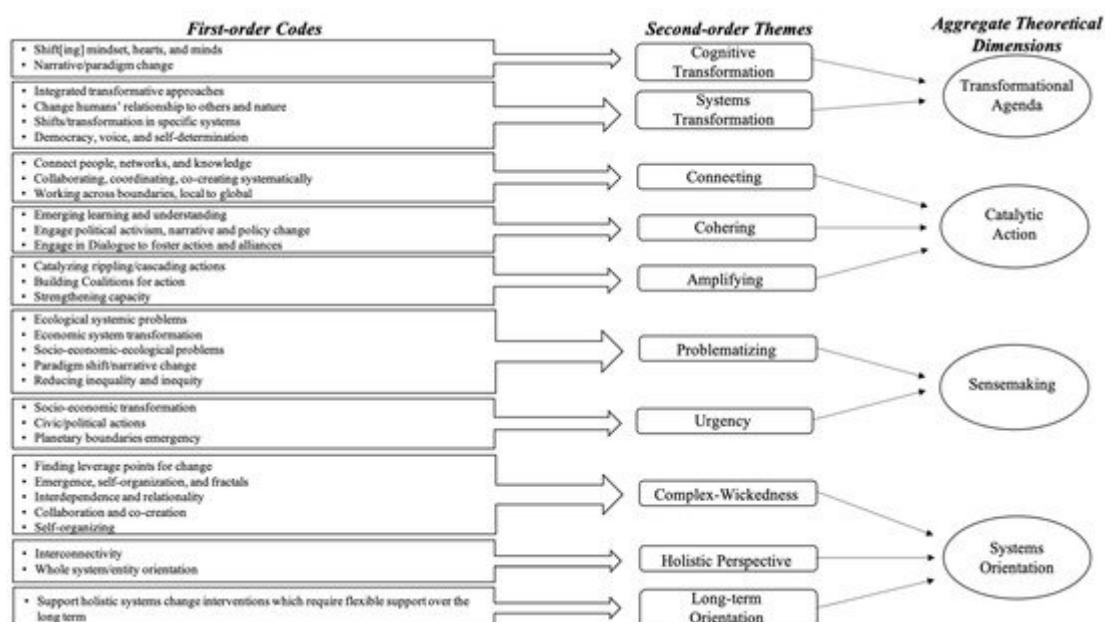 First-order Codes
Second-order Themes
Aggregate Theoretical
Dimensions
• Shift[ing] mindset, hearts, and minds
• Narrative/paradigm change
Cognitive
Transformation
• Integrated transformative approaches
• Change humans' relationship to others and nature
• Shifts/transformation in specific systems
• Democracy, voice, and self-determination
Systems
Transformation
Transformational
Agenda
• Connect people, networks, and knowledge
• Collaborating, coordinating, co-creating systematically
• Working across boundaries, local to global
Connecting
• Emerging learning and understanding
• Engage political activism, narrative and policy change
• Engage in Dialogue to foster action and alliances
Cohering
Catalytic
Action
• Catalyzing rippling/cascading actions
• Building Coalitions for action
• Strengthening capacity
Amplifying
• Ecological systemic problems
• Economic system transformation
• Socio-economic-ecological problems
• Paradigm shift/narrative change
• Reducing inequality and inequity
Problematizing
Sensemaking
• Socio-economic transformation
• Civic/political actions
• Planetary boundaries emergency
Urgency
• Finding leverage points for change
• Emergence, self-organization, and fractals
• Interdependence and relationality
• Collaboration and co-creation
• Self-organizing
Complex-Wickedness
• Interconnectivity
• Whole system/entity orientation
Holistic Perspective
Systems
Orientation
• Support holistic systems change interventions which require flexible support over the
long term
Long-term
Orientation